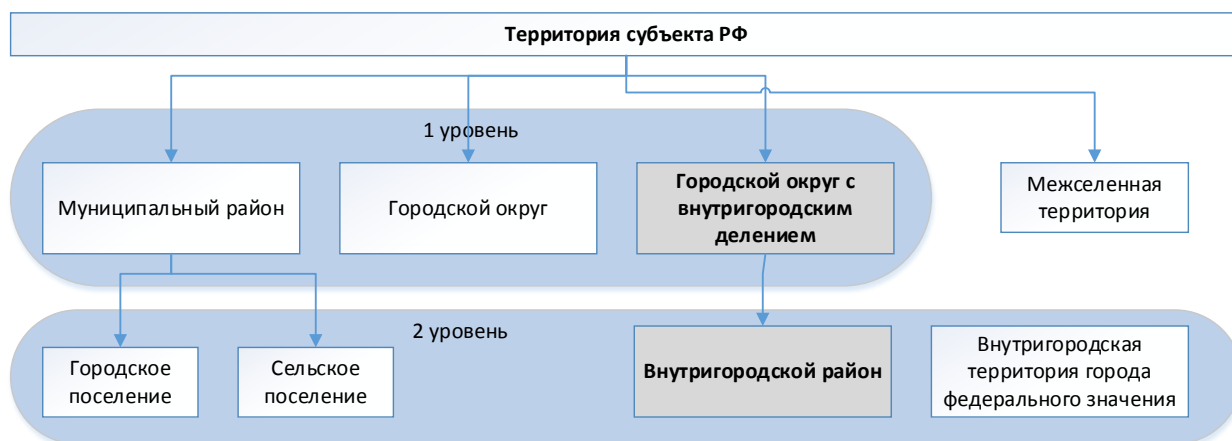 Территория субъекта РФ
1 уровень
Муниципальный район
Городской округ
Городской округ с
внутригородским
делением
Межселенная
территория
2 уровень
Городское
поселение
Сельское
поселение
Внутригородской район
Внутригородская
территория города
федерального значения